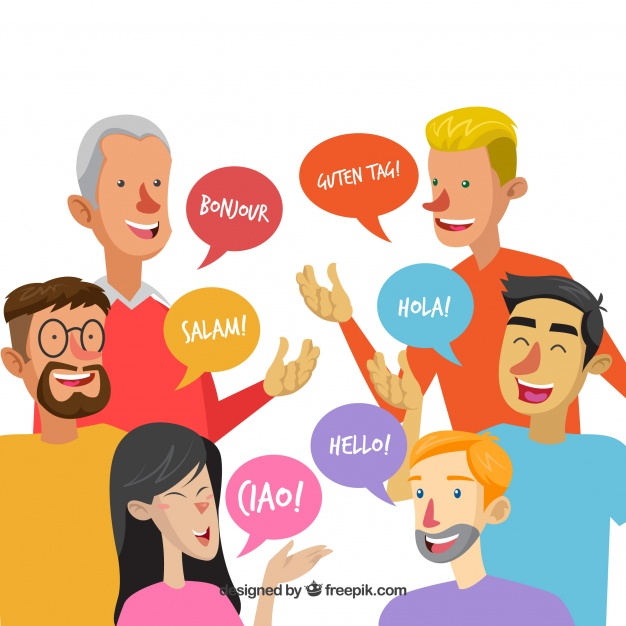 GUTEN TAG!
BONJOUR
HOLA!
SALAM!
HELLO!
CIAO!
designed by freepik.com